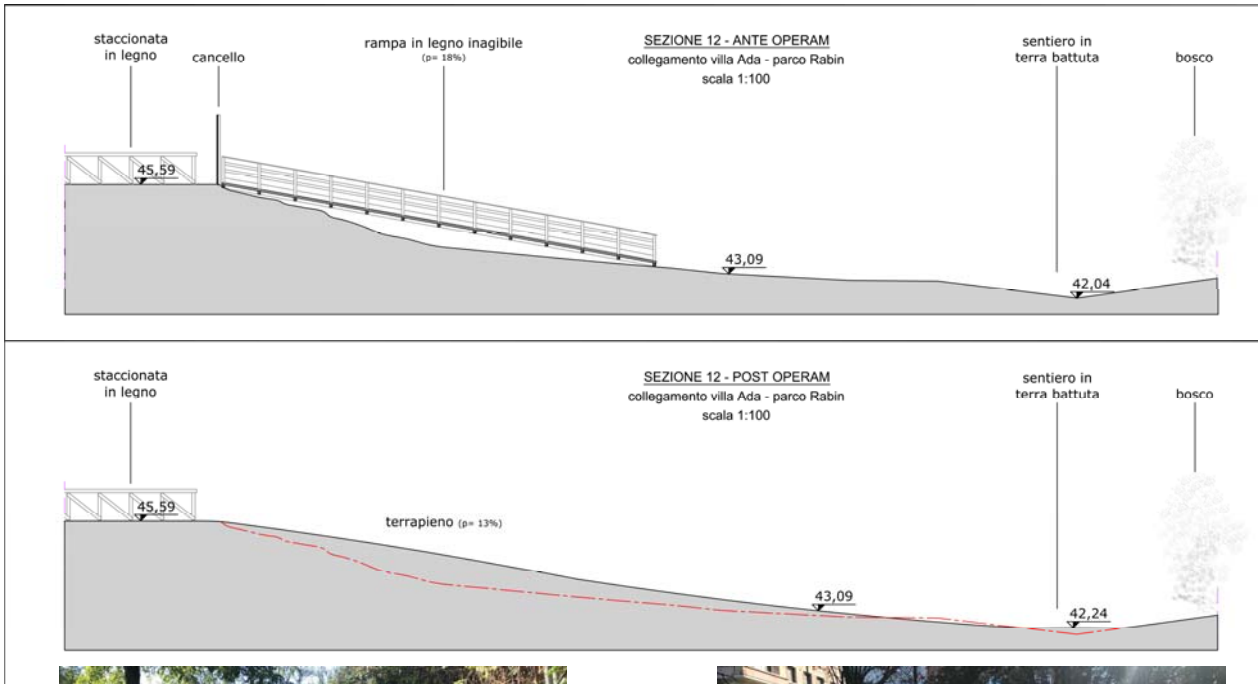 staccionata
in legno
cancello
rampa in legno inagibile
(p= 18%)
SEZIONE 12 - ANTE OPERAM
collegamento villa Ada - parco Rabin
scala 1:100
sentiero in
terra battuta
bosco
45,59
43,09
42,04
staccionata
in legno
SEZIONE 12 - POST OPERAM
collegamento villa Ada - parco Rabin
scala 1:100
sentiero in
terra battuta
bosco
45,59
terrapieno (p= 13%)
43,09
42,24